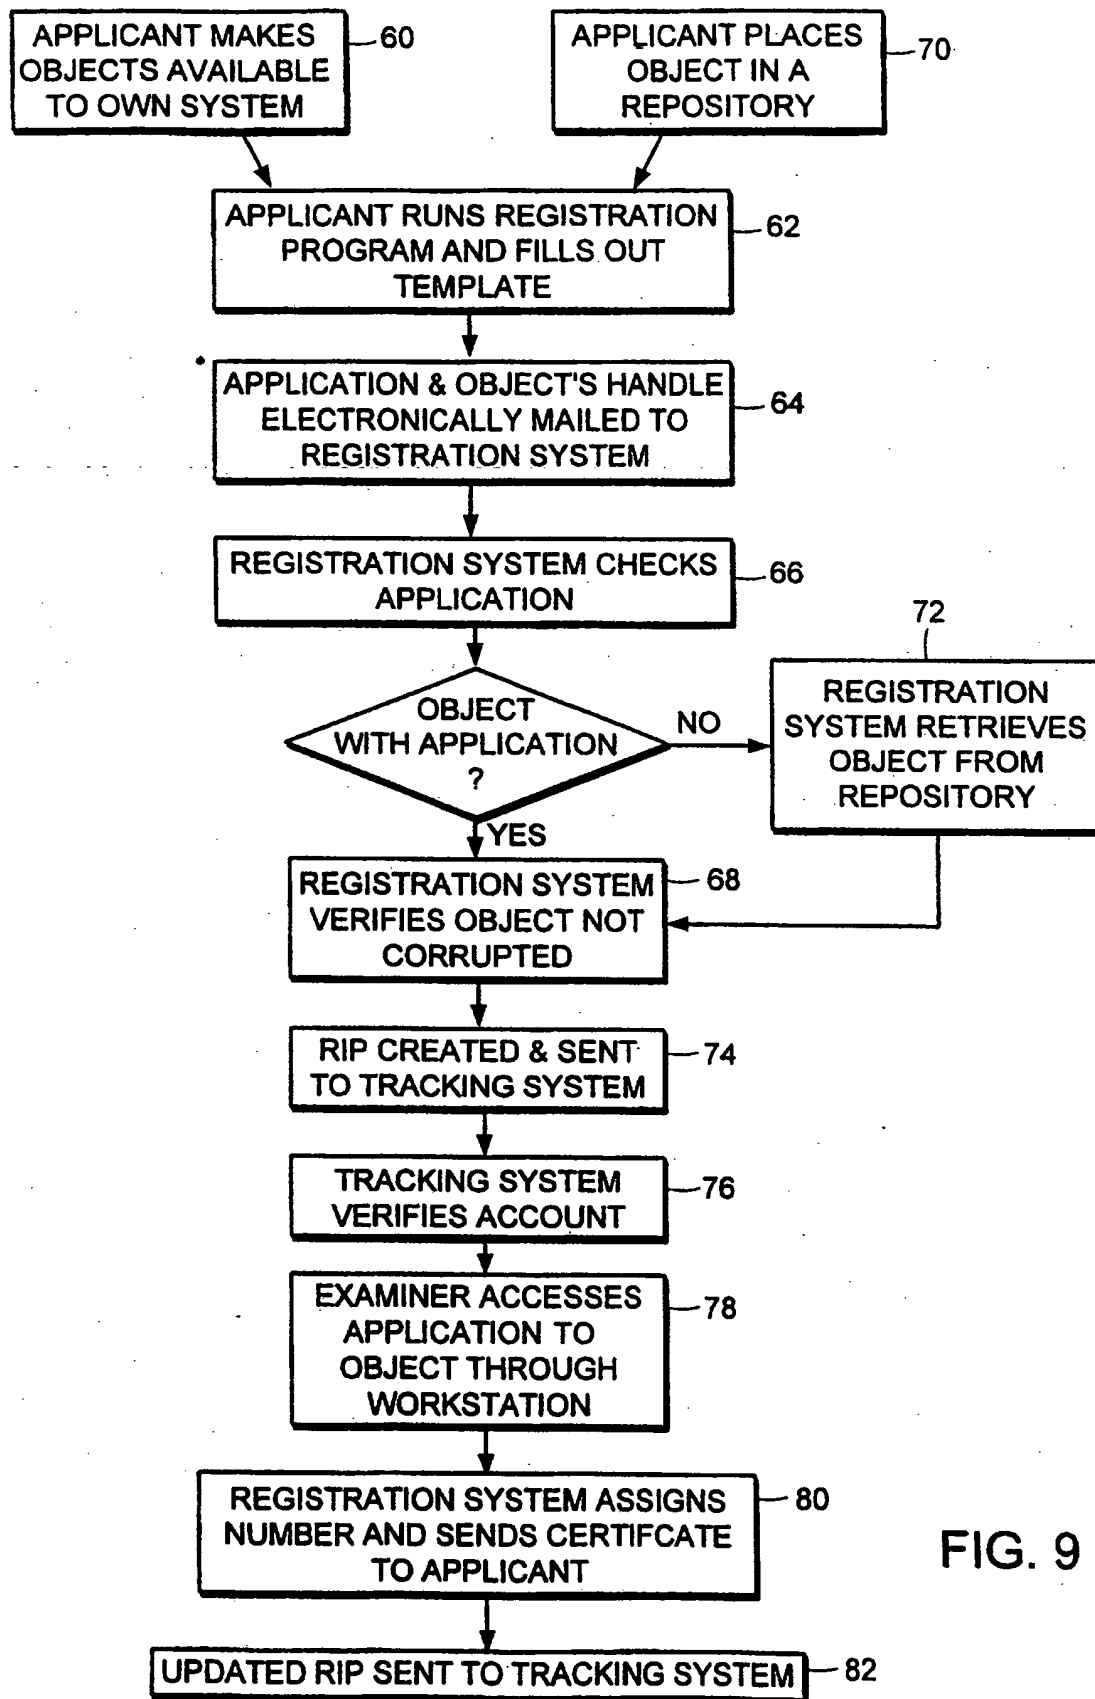 APPLICANT MAKES
OBJECTS AVAILABLE
TO OWN SYSTEM
60
APPLICANT PLACES
OBJECT IN A
REPOSITORY
70
APPLICANT RUNS REGISTRATION
PROGRAM AND FILLS OUT
TEMPLATE
62
APPLICATION & OBJECT'S HANDLE
ELECTRONICALLY MAILED TO
REGISTRATION SYSTEM
64
REGISTRATION SYSTEM CHECKS
APPLICATION
66
OBJECT
WITH APPLICATION
?
NO
72
REGISTRATION
SYSTEM RETRIEVES
OBJECT FROM
REPOSITORY
YES
REGISTRATION SYSTEM
VERIFIES OBJECT NOT
CORRUPTED
68
RIP CREATED & SENT
TO TRACKING SYSTEM
74
TRACKING SYSTEM
VERIFIES ACCOUNT
76
EXAMINER ACCESSES
APPLICATION TO
OBJECT THROUGH
WORKSTATION
78
REGISTRATION SYSTEM ASSIGNS
NUMBER AND SENDS CERTIFCATE
TO APPLICANT
80
FIG. 9
UPDATED RIP SENT TO TRACKING SYSTEM
82